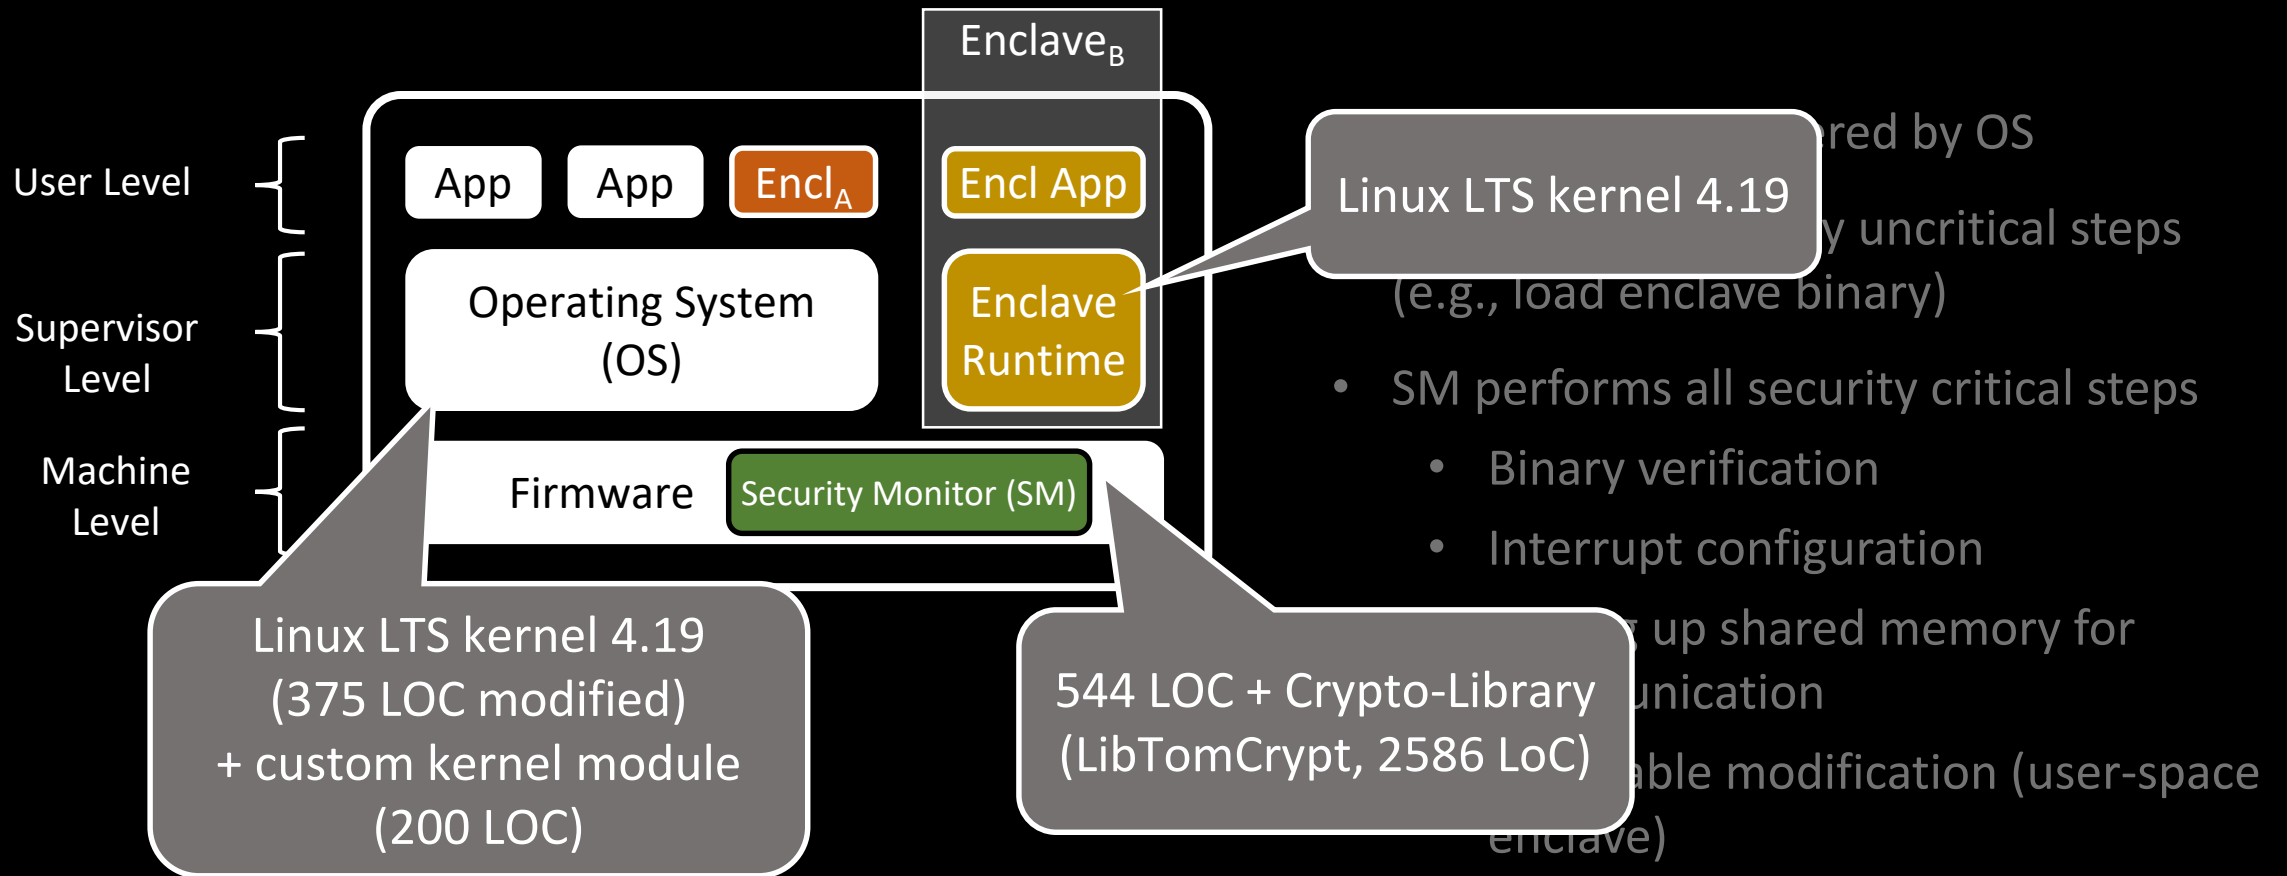 Enclave_B
User Level
App
App
Encl_A
Encl App
Supervisor
Level
Operating System
(OS)
Enclave
Runtime
Machine
Level
Firmware
Security Monitor (SM)
Linux LTS kernel 4.19
Linux LTS kernel 4.19
(375 LOC modified)
+ custom kernel module
(200 LOC)
544 LOC + Crypto-Library
(LibTomCrypt, 2586 LoC)
by OS
uncritical steps
(e.g., load enclave binary)
• SM performs all security critical steps
• Binary verification
• Interrupt configuration
up shared memory for
modification (user-space
enclave)